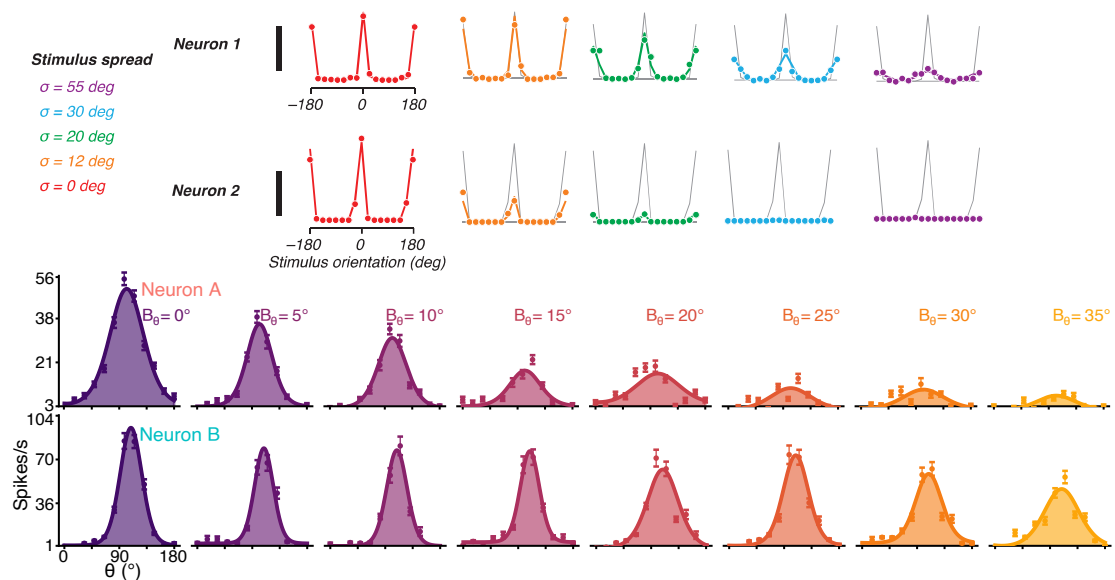 Stimulus spread
σ = 55 deg
σ = 30 deg
σ = 20 deg
σ = 12 deg
σ = 0 deg
Neuron 1
−180 0 180
Neuron 2
−180 0 180
Stimulus orientation (deg)
56
38
21
3
Neuron A
Bθ= 0°
Bθ= 5°
Bθ= 10°
Bθ= 15°
Bθ= 20°
Bθ= 25°
Bθ= 30°
Bθ= 35°
Spikes/s
104
70
36
1
Neuron B
0 90 180
θ (°)